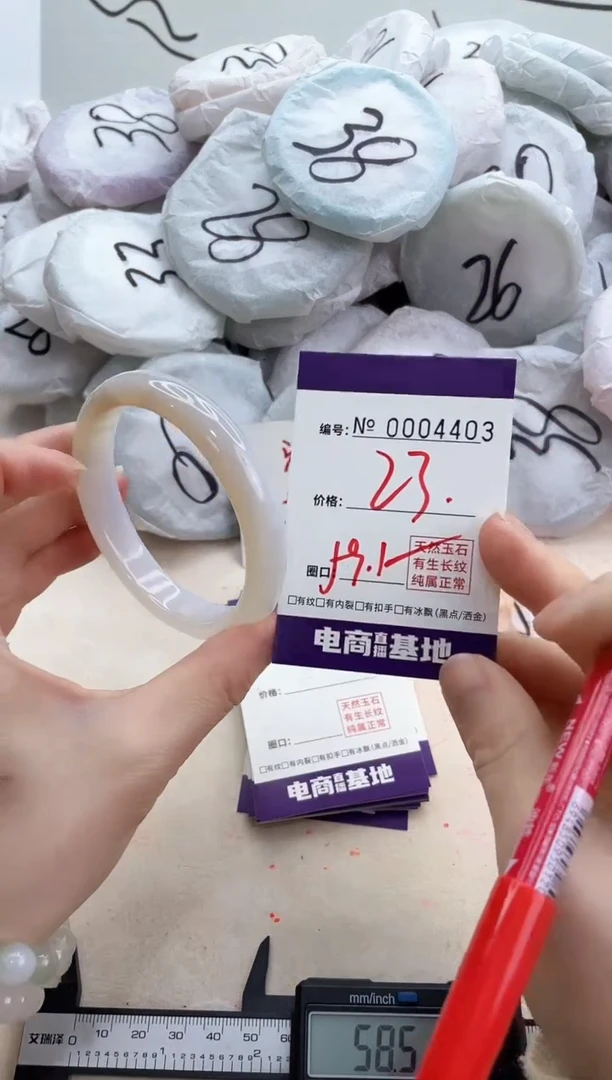 30
38
38
28
32
26
编号: № 0004403
价格: 23.
圈口: 59.1
天然玉石
有生长纹
纯属正常
□有纹□有内裂□有扣手□有冰飘(黑点/洒金)
电商直播基地
价格:
天然玉石
有生长纹
纯属正常
圈口:
□有纹□有内裂□有扣手□有冰飘(黑点/洒金)
电商直播基地
mm/inch
艾瑞泽 0 10 20 30 40 50 60
58.5